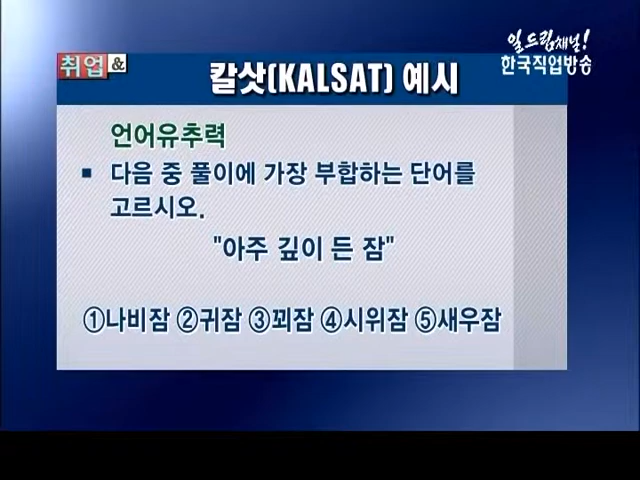 일드림채널!
한국직업방송
취업 &
칼삿(KALSAT) 예시
언어유추력
▪ 다음 중 풀이에 가장 부합하는 단어를
고르시오.
"아주 깊이 든 잠"
①나비잠 ②귀잠 ③꾀잠 ④시위잠 ⑤새우잠